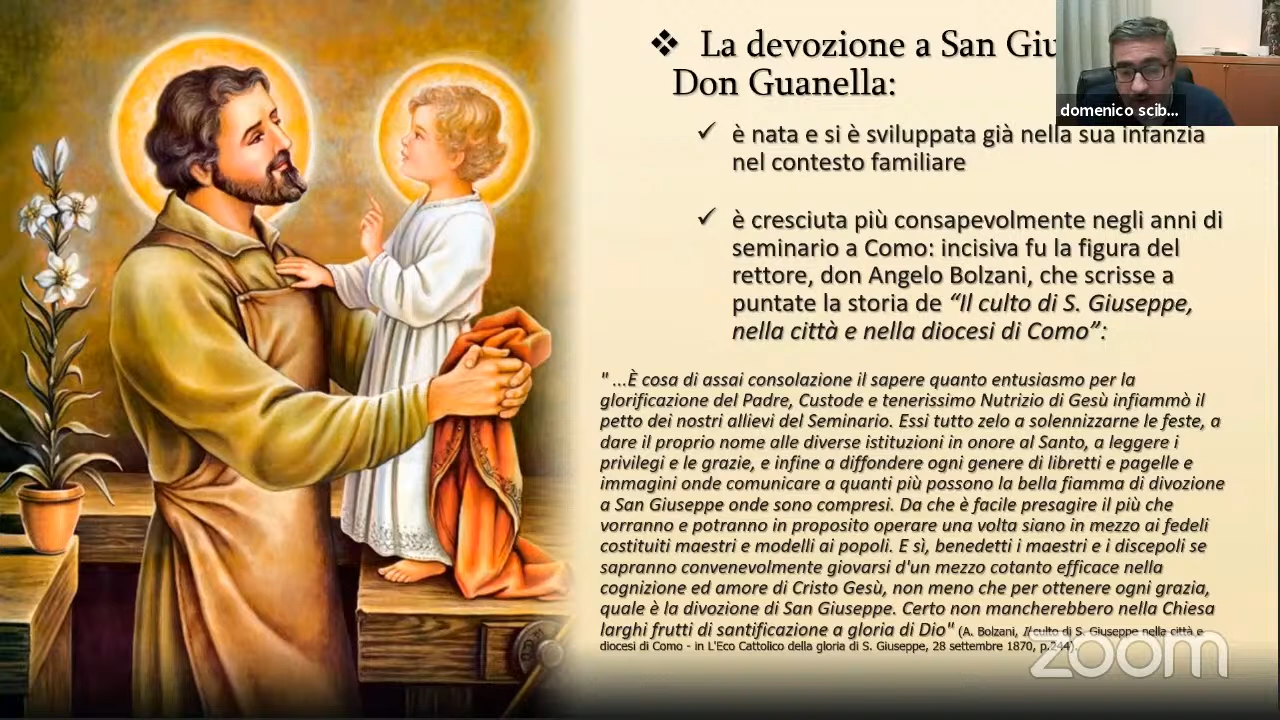 ❖ La devozione a San Giu
Don Guanella:
domenico scib...
✓ è nata e si è sviluppata già nella sua infanzia
nel contesto familiare
✓ è cresciuta più consapevolmente negli anni di
seminario a Como: incisiva fu la figura del
rettore, don Angelo Bolzani, che scrisse a
puntate la storia de “Il culto di S. Giuseppe,
nella città e nella diocesi di Como”:
" ...È cosa di assai consolazione il sapere quanto entusiasmo per la
glorificazione del Padre, Custode e tenerissimo Nutrizio di Gesù infiammò il
petto dei nostri allievi del Seminario. Essi tutto zelo a solennizzarne le feste, a
dare il proprio nome alle diverse istituzioni in onore al Santo, a leggere i
privilegi e le grazie, e infine a diffondere ogni genere di libretti e pagelle e
immagini onde comunicare a quanti più possono la bella fiamma di divozione
a San Giuseppe onde sono compresi. Da che è facile presagire il più che
vorranno e potranno in proposito operare una volta siano in mezzo ai fedeli
costituiti maestri e modelli ai popoli. E sì, benedetti i maestri e i discepoli se
sapranno convenevolmente giovarsi d'un mezzo cotanto efficace nella
cognizione ed amore di Cristo Gesù, non meno che per ottenere ogni grazia,
quale è la divozione di San Giuseppe. Certo non mancherebbero nella Chiesa
larghi frutti di santificazione a gloria di Dio" (A. Bolzani, Il culto di S. Giuseppe nella città e
diocesi di Como - in L'Eco Cattolico della gloria di S. Giuseppe, 28 settembre 1870, p.244).
zoom